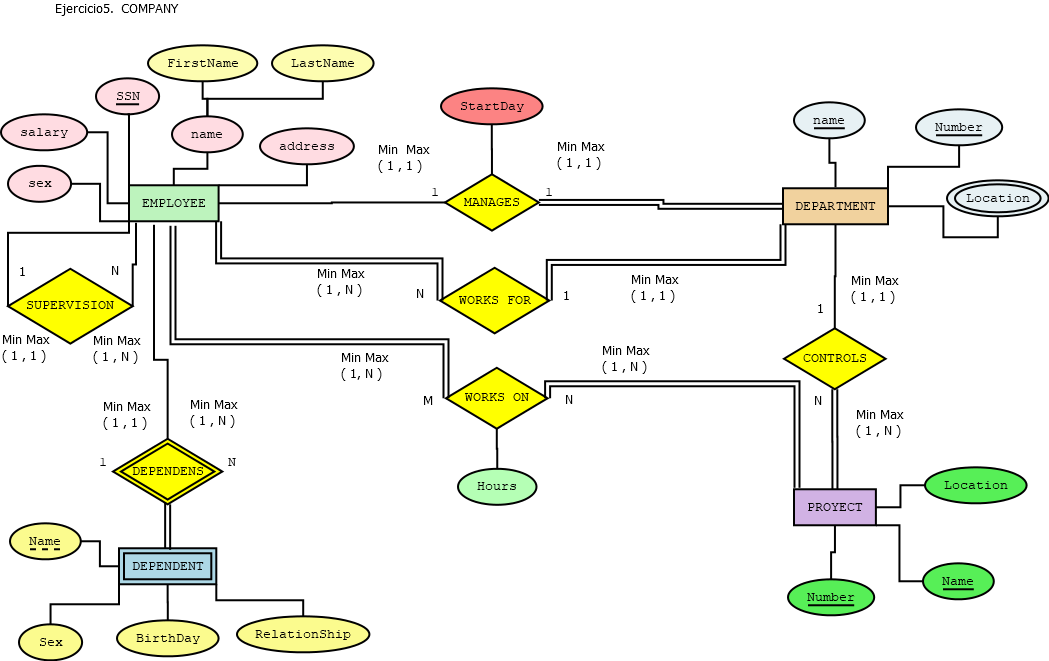 Ejercicio5. COMPANY
FirstName
LastName
SSN
StartDay
name
Number
salary
name
address
Min Max
( 1 , 1 )
Min Max
( 1 , 1 )
sex
1
1
Location
EMPLOYEE
MANAGES
DEPARTMENT
1
N
Min Max
( 1 , N )
Min Max
( 1 , 1 )
Min Max
( 1 , 1 )
SUPERVISION
N
WORKS FOR
1
1
Min Max
( 1 , 1 )
Min Max
( 1 , N )
Min Max
( 1, N )
Min Max
( 1 , N )
CONTROLS
M
WORKS ON
N
N
Min Max
( 1 , 1 )
Min Max
( 1 , N )
Min Max
( 1 , N )
1
DEPENDENS
N
Hours
Location
PROYECT
Name
DEPENDENT
Name
Number
Sex
BirthDay
RelationShip